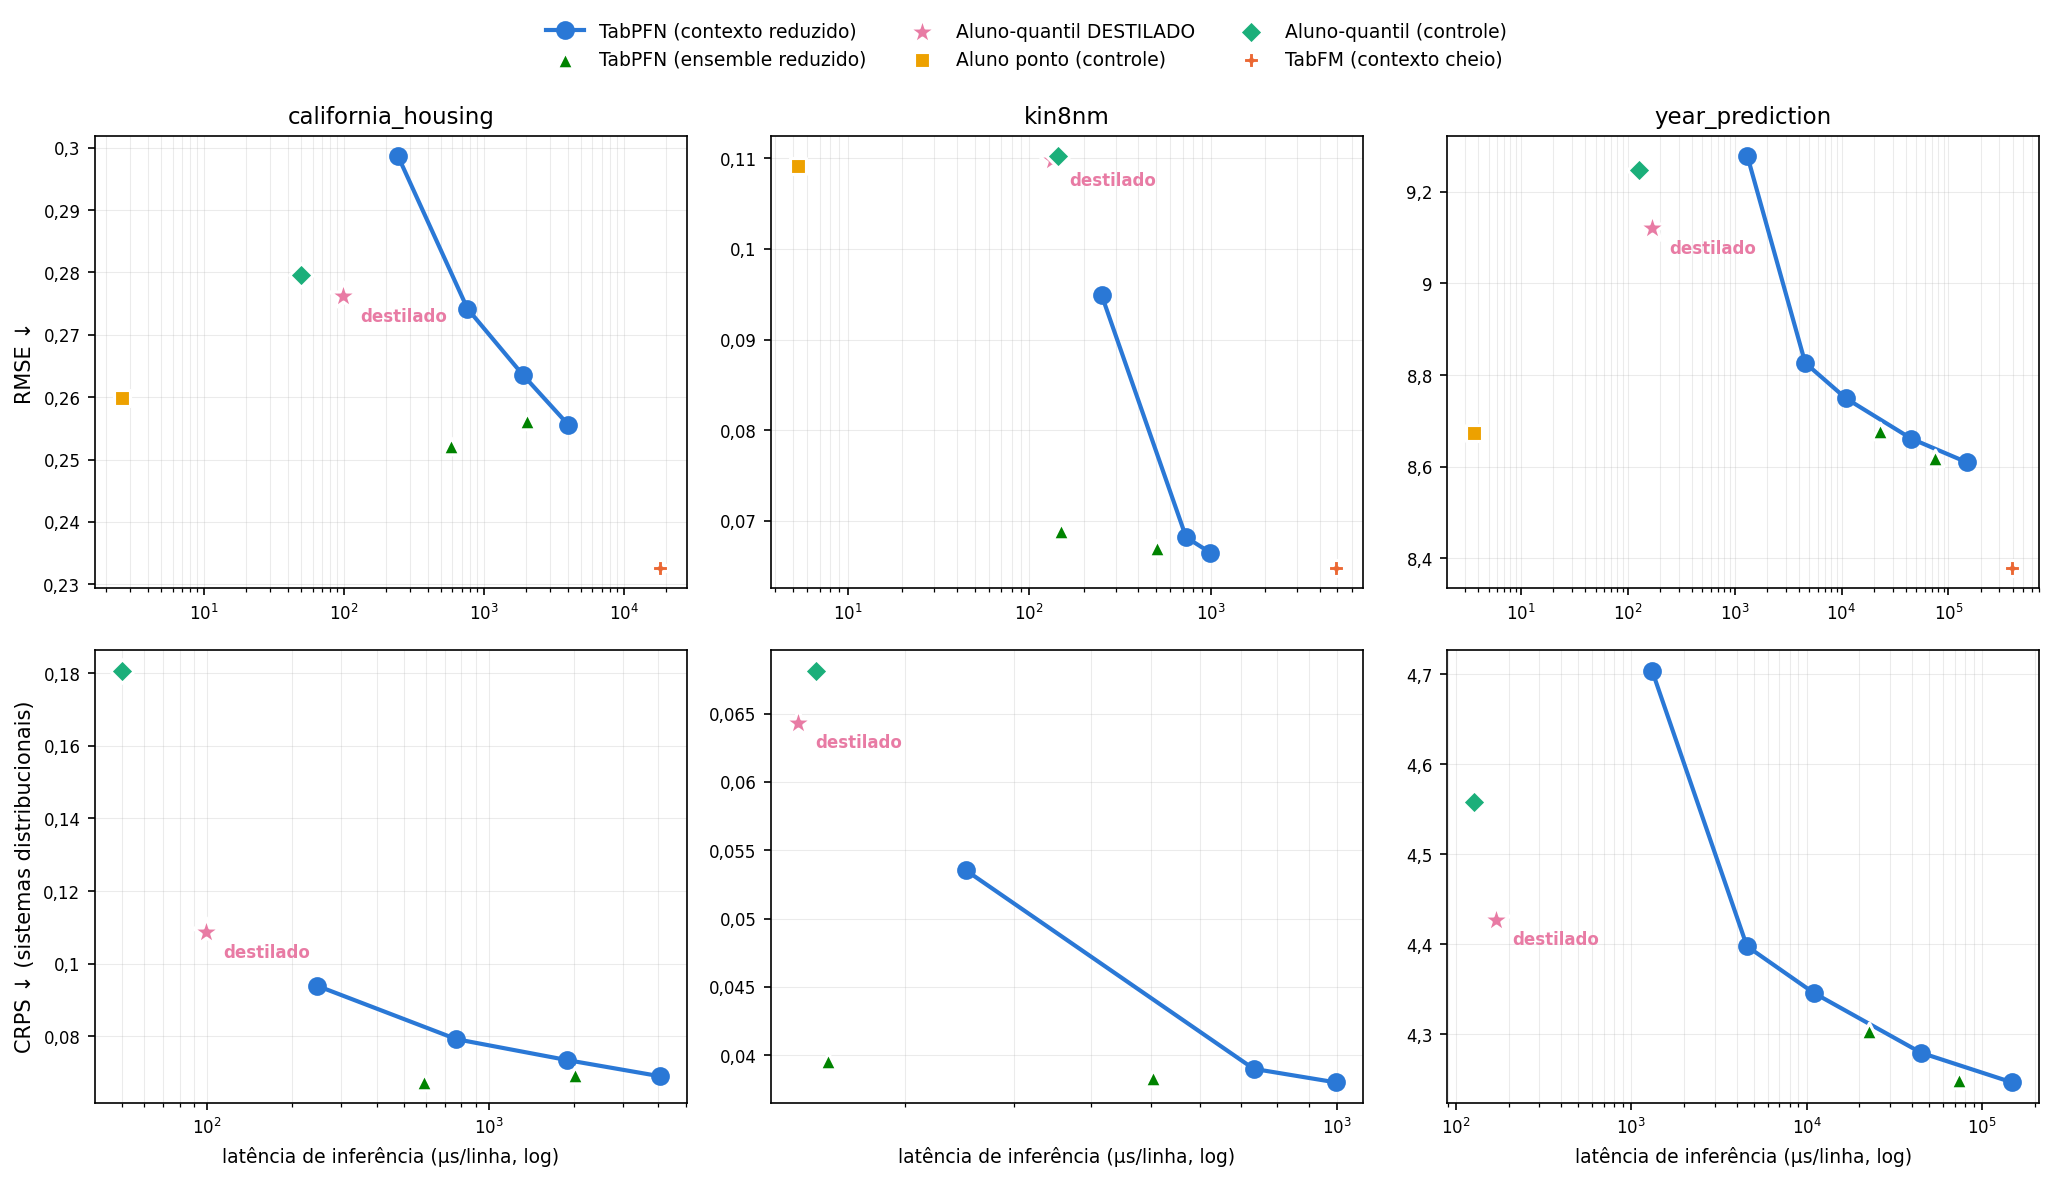 TabPFN (contexto reduzido)
TabPFN (ensemble reduzido)
Aluno-quantil DESTILADO
Aluno ponto (controle)
Aluno-quantil (controle)
TabFM (contexto cheio)
california_housing
RMSE ↓
0,3
0,29
0,28
0,27
0,26
0,25
0,24
0,23
destilado
10¹ 10² 10³ 10⁴
kin8nm
0,11
0,1
0,09
0,08
0,07
destilado
10¹ 10² 10³
year_prediction
9,2
9
8,8
8,6
8,4
destilado
10¹ 10² 10³ 10⁴ 10⁵
CRPS ↓ (sistemas distribucionais)
0,18
0,16
0,14
0,12
0,1
0,08
destilado
10² 10³
latência de inferência (µs/linha, log)
0,065
0,06
0,055
0,05
0,045
0,04
destilado
10³
latência de inferência (µs/linha, log)
4,7
4,6
4,5
4,4
4,3
destilado
10² 10³ 10⁴ 10⁵
latência de inferência (µs/linha, log)